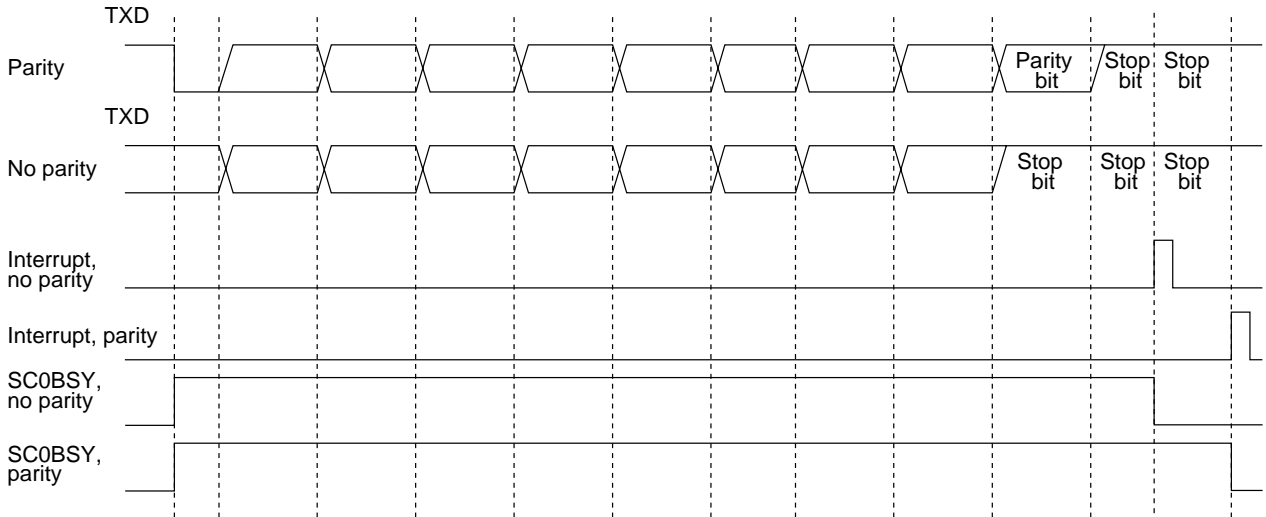 TXD
Parity
Parity
bit
Stop
bit
Stop
bit
TXD
No parity
Stop
bit
Stop
bit
Stop
bit
Interrupt,
no parity
Interrupt, parity
SC0BSY,
no parity
SC0BSY,
parity